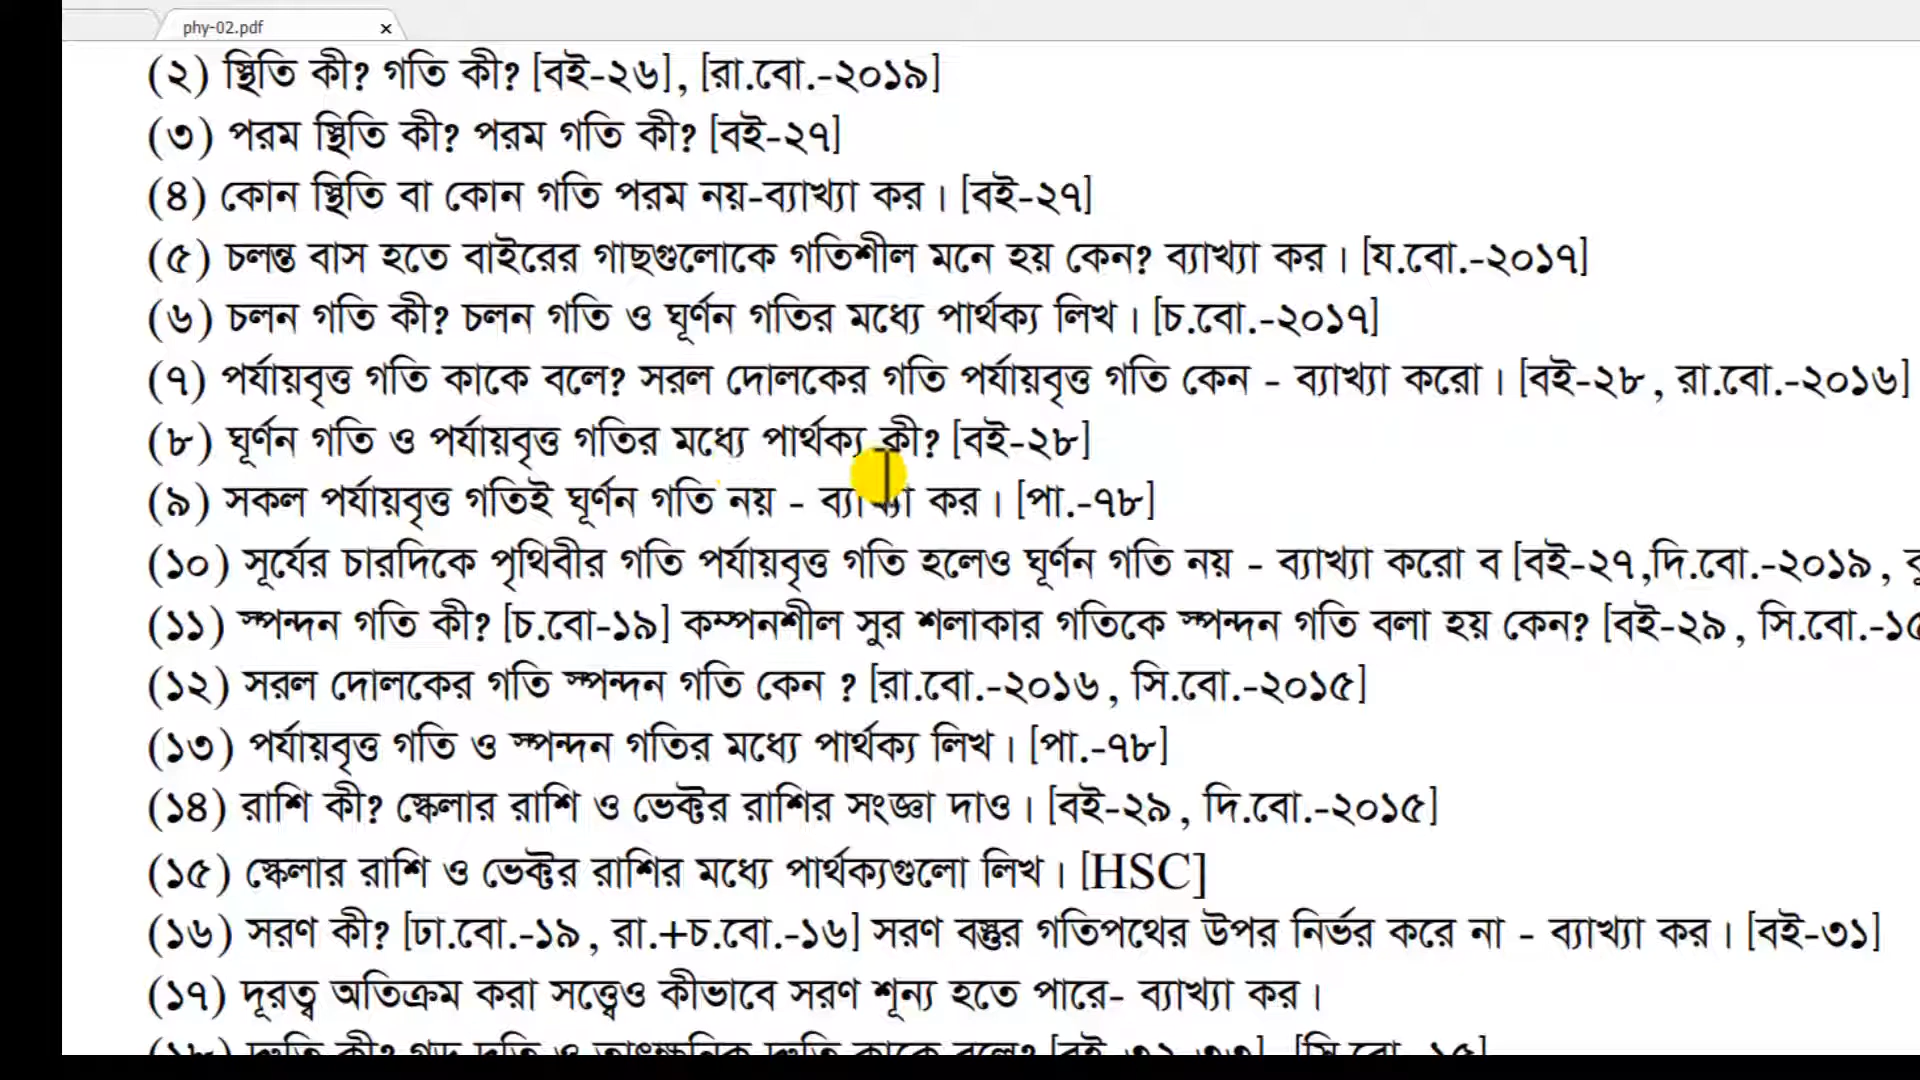 phy-02.pdf x
(২) স্থিতি কী? গতি কী? [বই-২৬], [রা.বো.-২০১৯]
(৩) পরম স্থিতি কী? পরম গতি কী? [বই-২৭]
(৪) কোন স্থিতি বা কোন গতি পরম নয়-ব্যাখ্যা কর। [বই-২৭]
(৫) চলন্ত বাস হতে বাইরের গাছগুলোকে গতিশীল মনে হয় কেন? ব্যাখ্যা কর। [য.বো.-২০১৭]
(৬) চলন গতি কী? চলন গতি ও ঘূর্ণন গতির মধ্যে পার্থক্য লিখ। [চ.বো.-২০১৭]
(৭) পর্যায়বৃত্ত গতি কাকে বলে? সরল দোলকের গতি পর্যায়বৃত্ত গতি কেন - ব্যাখ্যা করো। [বই-২৮, রা.বো.-২০১৬]
(৮) ঘূর্ণন গতি ও পর্যায়বৃত্ত গতির মধ্যে পার্থক্য কী? [বই-২৮]
(৯) সকল পর্যায়বৃত্ত গতিই ঘূর্ণন গতি নয় - ব্যাখ্যা কর। [পা.-৭৮]
(১০) সূর্যের চারদিকে পৃথিবীর গতি পর্যায়বৃত্ত গতি হলেও ঘূর্ণন গতি নয় - ব্যাখ্যা করো ব [বই-২৭,দি.বো.-২০১৯,
(১১) স্পন্দন গতি কী? [চ.বো-১৯] কম্পনশীল সুর শলাকার গতিকে স্পন্দন গতি বলা হয় কেন? [বই-২৯, সি.বো.-১৫
(১২) সরল দোলকের গতি স্পন্দন গতি কেন ? [রা.বো.-২০১৬, সি.বো.-২০১৫]
(১৩) পর্যায়বৃত্ত গতি ও স্পন্দন গতির মধ্যে পার্থক্য লিখ। [পা.-৭৮]
(১৪) রাশি কী? স্কেলার রাশি ও ভেক্টর রাশির সংজ্ঞা দাও। [বই-২৯, দি.বো.-২০১৫]
(১৫) স্কেলার রাশি ও ভেক্টর রাশির মধ্যে পার্থক্যগুলো লিখ। [HSC]
(১৬) সরণ কী? [ঢা.বো.-১৯, রা.+চ.বো.-১৬] সরণ বস্তুর গতিপথের উপর নির্ভর করে না - ব্যাখ্যা কর। [বই-৩১]
(১৭) দূরত্ব অতিক্রম করা সত্ত্বেও কীভাবে সরণ শূন্য হতে পারে- ব্যাখ্যা কর।